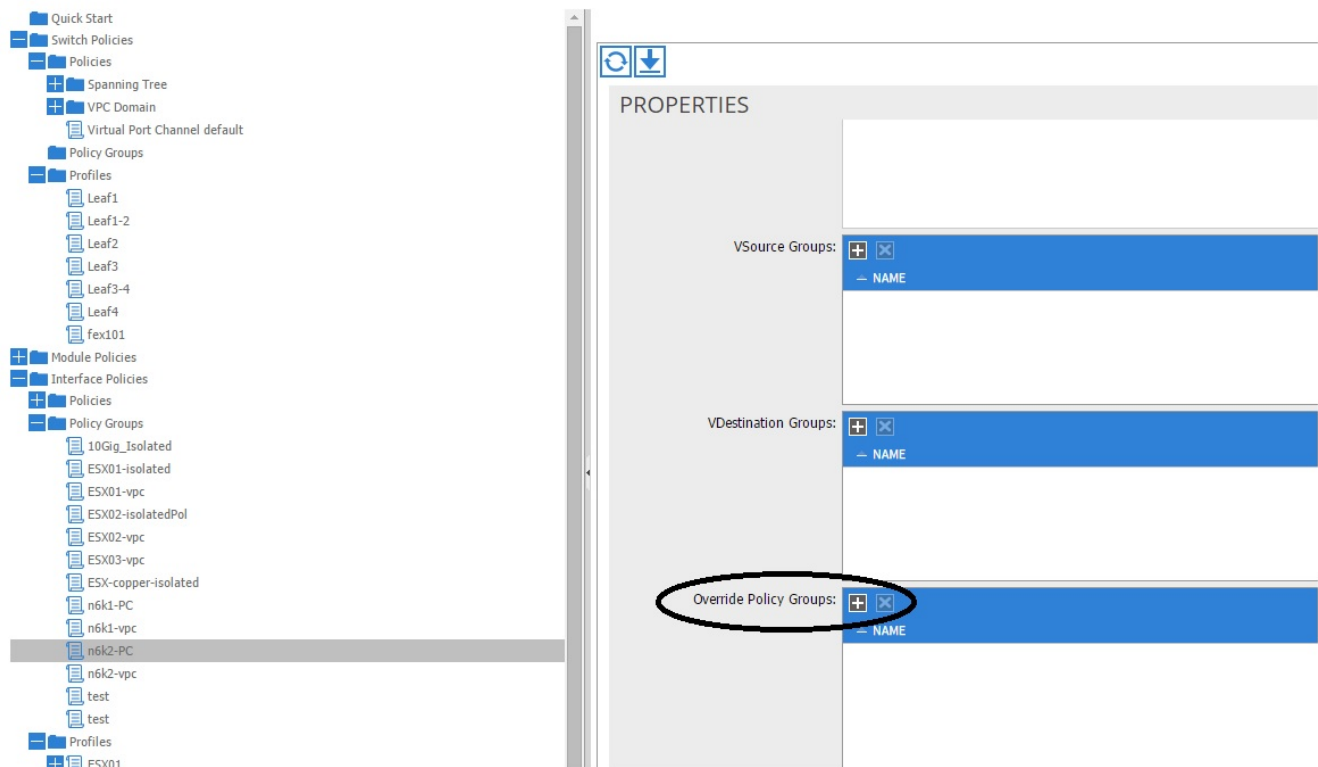 Quick Start
Switch Policies
Policies
Spanning Tree
VPC Domain
Virtual Port Channel default
Policy Groups
Profiles
Leaf1
Leaf1-2
Leaf2
Leaf3
Leaf3-4
Leaf4
fex101
Module Policies
Interface Policies
Policies
Policy Groups
10Gig_Isolated
ESX01-isolated
ESX01-vpc
ESX02-isolatedPol
ESX02-vpc
ESX03-vpc
ESX-copper-isolated
n6k1-PC
n6k1-vpc
n6k2-PC
n6k2-vpc
test
test
Profiles
ESX01
PROPERTIES
VSource Groups:
NAME
VDestination Groups:
NAME
Override Policy Groups:
NAME